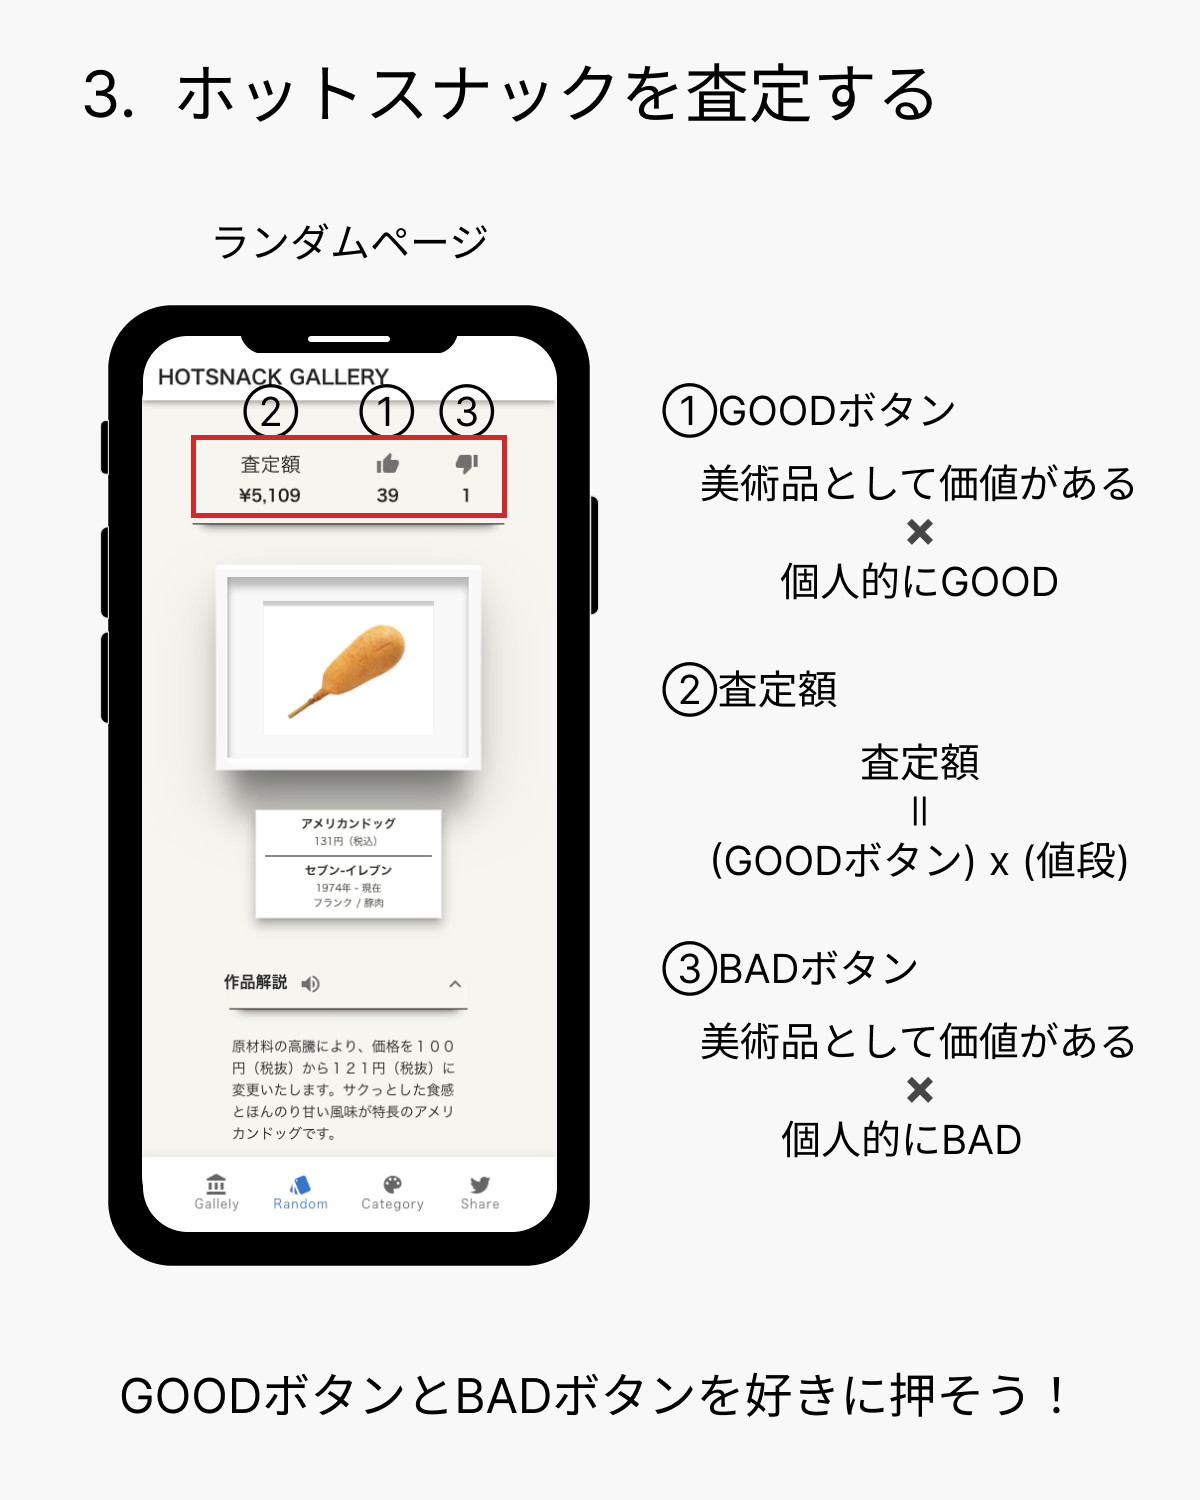 3. ホットスナックを査定する
ランダムページ
HOTSNACK GALLERY
② ① ③
査定額
¥5,109 39 1
アメリカンドッグ
131円（税込）
セブン-イレブン
1974年 - 現在
フランク / 豚肉
作品解説
原材料の高騰により、価格を１００
円（税抜）から１２１円（税抜）に
変更いたします。サクっとした食感
とほんのり甘い風味が特長のアメリ
カンドッグです。
Gallely Random Category Share
①GOODボタン
美術品として価値がある
✖
個人的にGOOD
②査定額
査定額
||
(GOODボタン) x (値段)
③BADボタン
美術品として価値がある
✖
個人的にBAD
GOODボタンとBADボタンを好きに押そう！